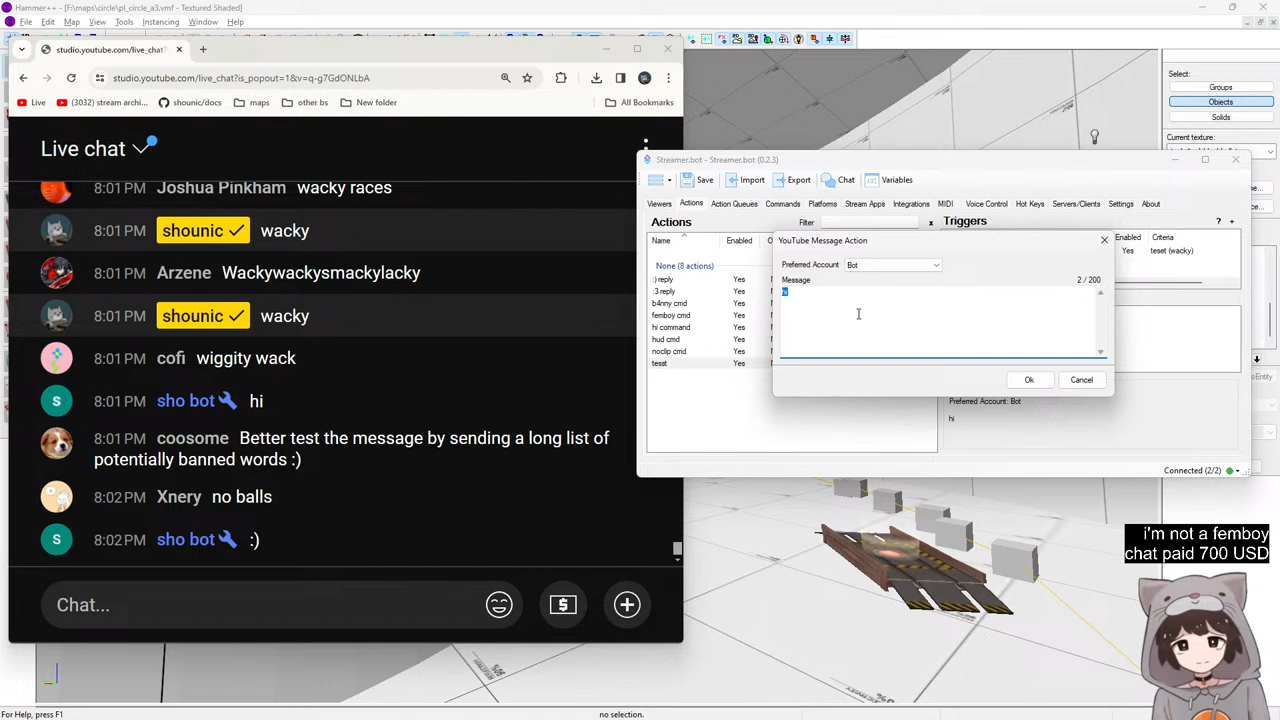 Hammer++ - [F:\maps\circle\pl_circle_a3.vmf - Textured Shaded]
File Edit Map View Tools Instancing Window Help
studio.youtube.com/live_chat?
studio.youtube.com/live_chat?is_popout=1&v=q-g7GdONLbA
Live (3032) stream archi... shounic/docs maps other bs New folder All Bookmarks
Live chat
Joshua Pinkham wacky races
8:01 PM shounic wacky
8:01 PM Arzene Wackywackysmackylacky
8:01 PM shounic wacky
8:01 PM cofi wiggity wack
S 8:01 PM sho bot hi
8:01 PM coosome Better test the message by sending a long list of
potentially banned words :)
8:02 PM Xnery no balls
S 8:02 PM sho bot :)
Chat...
Streamer.bot - Streamer.bot (0.2.3)
Save Import Export Chat Variables
Viewers Actions Action Queues Commands Platforms Stream Apps Integrations MIDI Voice Control Hot Keys Servers/Clients Settings About
Actions Filter x Triggers ? +
Name Enabled
None (8 actions)
:) reply Yes
:3 reply Yes
b4nny cmd Yes
femboy cmd Yes
hi command Yes
hud cmd Yes
noclip cmd Yes
tesst Yes
Enabled Criteria
Yes teset (wacky)
YouTube Message Action
Preferred Account Bot
Message 2 / 200
hi
Ok Cancel
Preferred Account: Bot
hi
Connected (2/2)
Select:
Groups
Objects
Solids
Current texture:
i'm not a femboy
chat paid 700 USD
For Help, press F1
no selection.